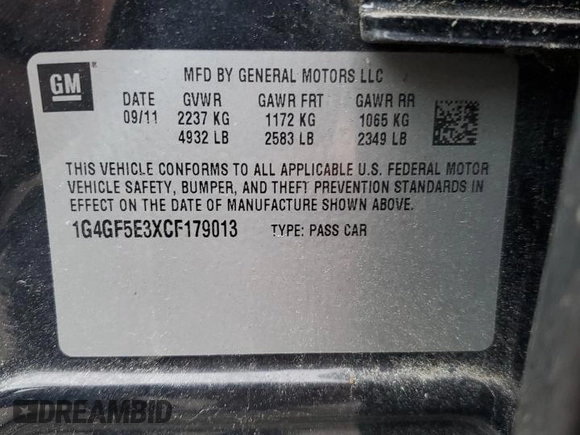 GM
MFD BY GENERAL MOTORS LLC
DATE GVWR GAWR FRT GAWR RR
09/11 2237 KG 1172 KG 1065 KG
4932 LB 2583 LB 2349 LB
THIS VEHICLE CONFORMS TO ALL APPLICABLE U.S. FEDERAL MOTOR
VEHICLE SAFETY, BUMPER, AND THEFT PREVENTION STANDARDS IN
EFFECT ON THE DATE OF MANUFACTURE SHOWN ABOVE.
1G4GF5E3XCF179013 TYPE: PASS CAR
DREAMBID